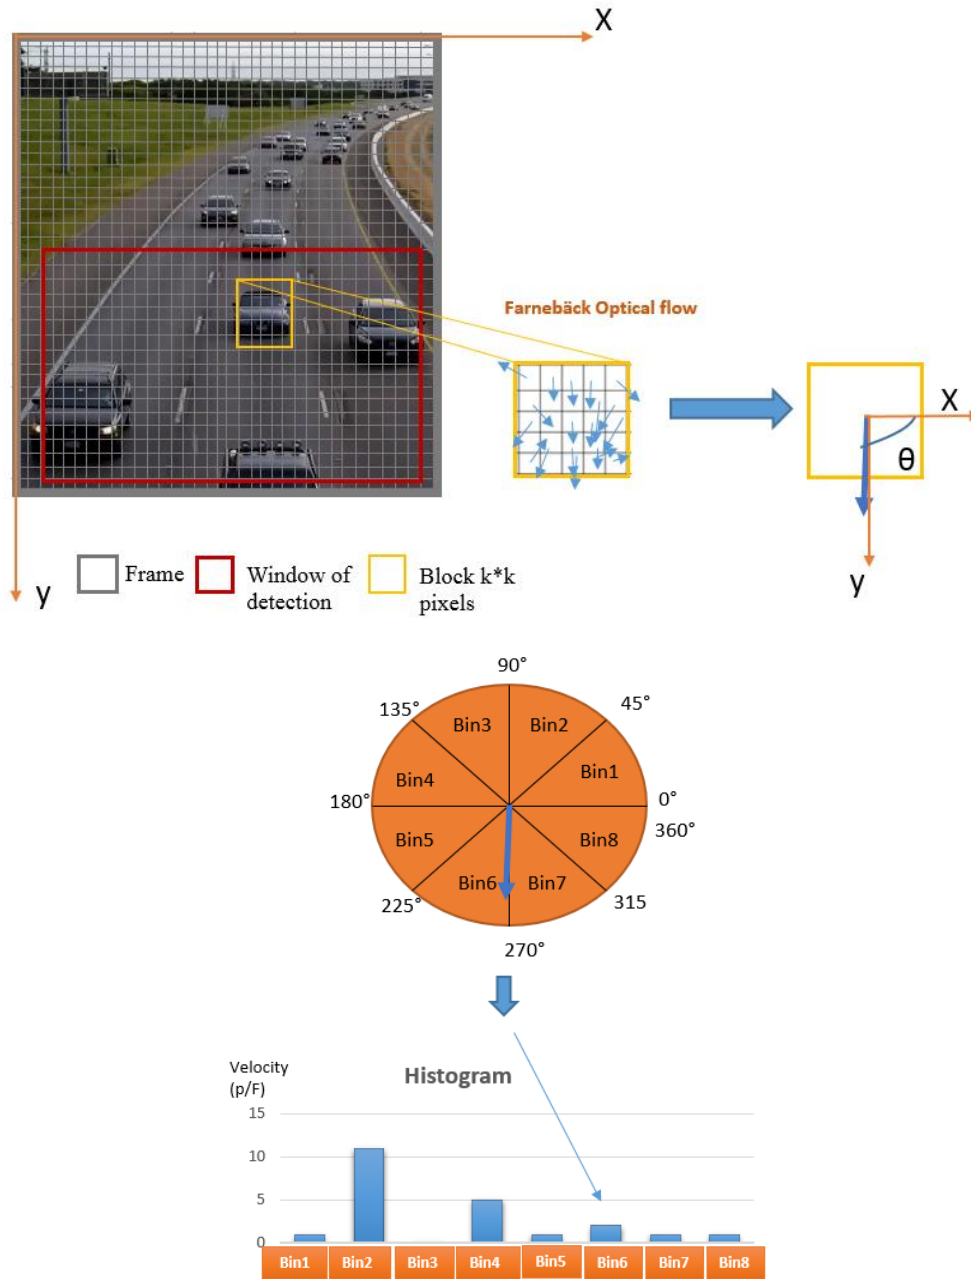 X
Farnebäck Optical flow
X
θ
y
y
Frame
Window of
detection
Block k*k
pixels
90°
135°
45°
Bin3
Bin2
Bin4
Bin1
180°
0°
360°
Bin5
Bin8
Bin6
Bin7
225°
315
270°
Velocity
(p/F)
Histogram
15
10
5
0
Bin1 Bin2 Bin3 Bin4 Bin5 Bin6 Bin7 Bin8